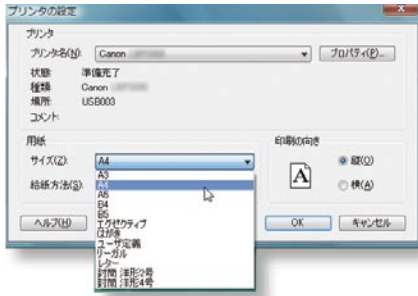 プリンタの設定
プリンタ
プリンタ名(N): Canon
プロパティ(P)...
状態: 準備完了
種類: Canon
場所: USB003
コメント:
用紙
サイズ(Z): A4
給紙方法(S):
A3
A4
A5
B4
B5
エグゼクティブ
はがき
ユーザ定義
リーガル
レター
封筒 洋形2号
封筒 洋形4号
印刷の向き
A
縦(O)
横(A)
ヘルプ(H)
OK
キャンセル